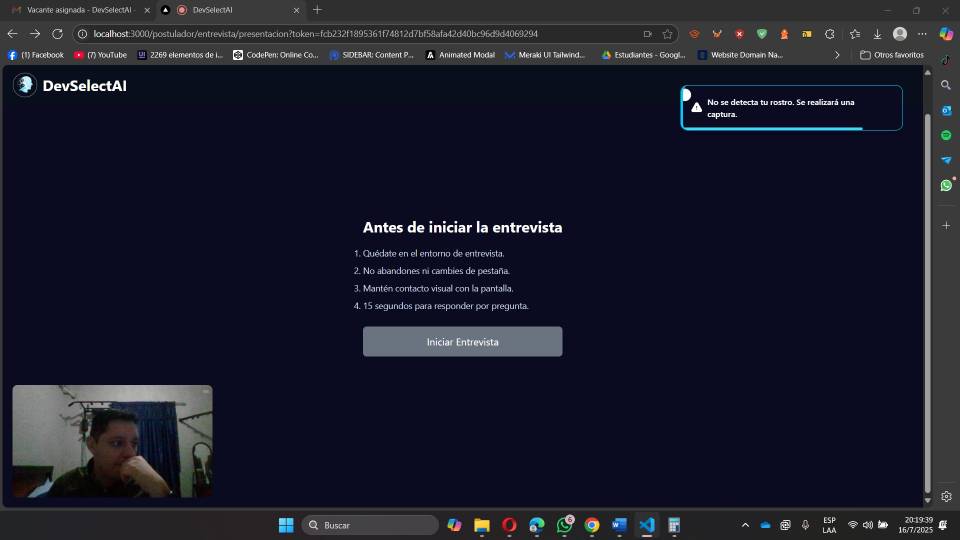 Vacante asignada - DevSelectAI -
DevSelectAI
localhost:3000/postulador/entrevista/presentacion?token=fcb232f1895361f74812d7bf58afa42d40bc96d9d4069294
(1) Facebook
(7) YouTube
2269 elementos de i...
CodePen: Online Co...
SIDEBAR: Content P...
Animated Modal
Meraki UI Tailwind...
Estudiantes - Googl...
Website Domain Na...
Otros favoritos
DevSelectAI
No se detecta tu rostro. Se realizará una
captura.
Antes de iniciar la entrevista
1. Quédate en el entorno de entrevista.
2. No abandones ni cambies de pestaña.
3. Mantén contacto visual con la pantalla.
4. 15 segundos para responder por pregunta.
Iniciar Entrevista
Buscar
6
ESP
LAA
20:19:39
16/7/2025